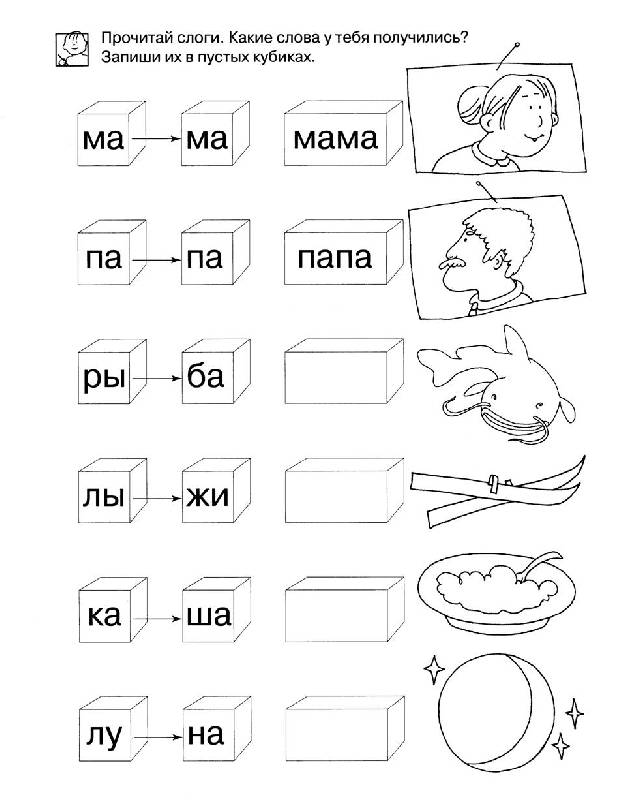 Прочитай слоги. Какие слова у тебя получились?
Запиши их в пустых кубиках.
ма ма мама
па па папа
ры ба
лы жи
ка ша
лу на